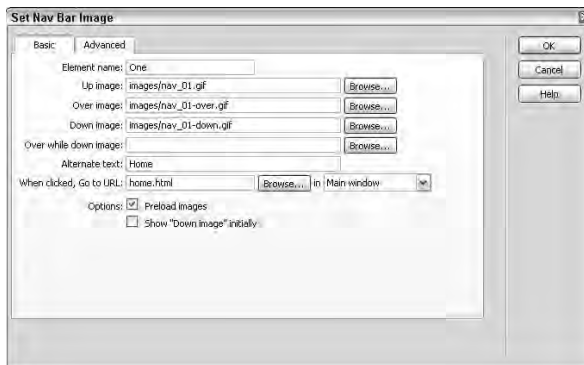 Set Nav Bar Image
Basic Advanced
Element name: One
Up image: images/nav_01.gif Browse...
Over image: images/nav_01-over.gif Browse...
Down image: images/nav_01-down.gif Browse...
Over while down image: Browse...
Alternate text: Home
When clicked, Go to URL: home.html Browse... in Main window
Options: Preload images
Show "Down image" initially
OK
Cancel
Help